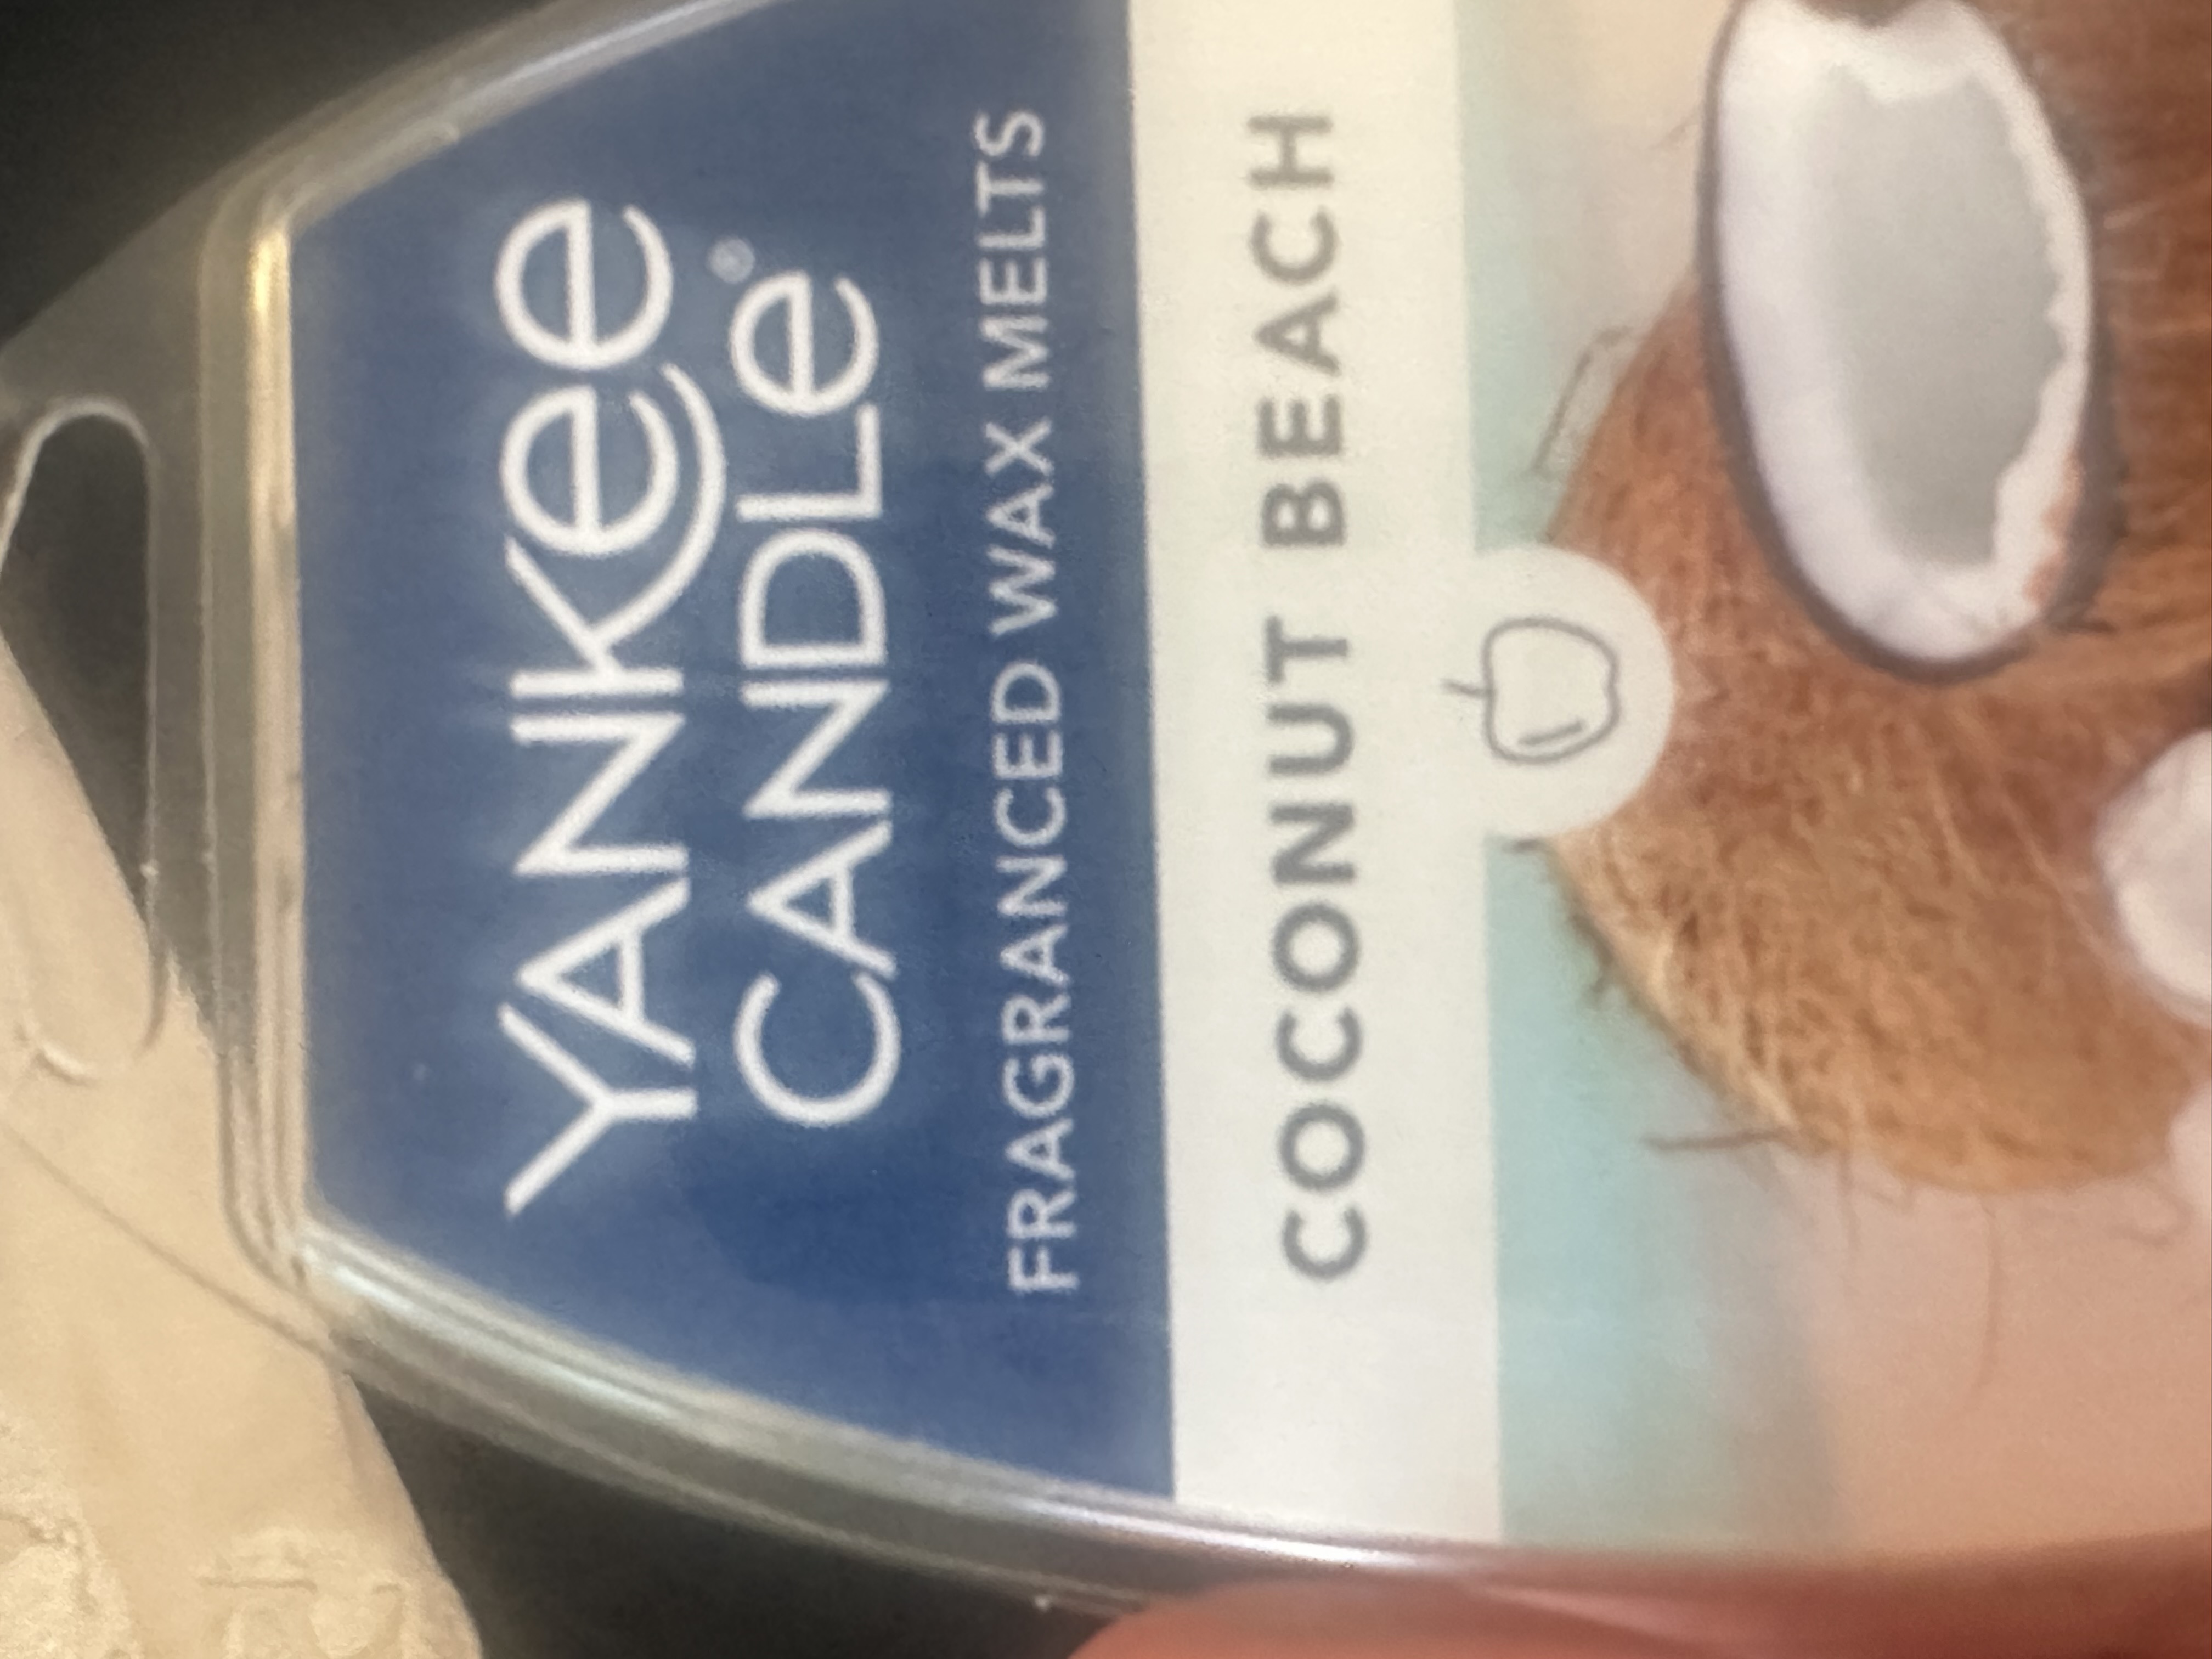 YANKee
CANDLe®
FRAGRANCED WAX MELTS
COCONUT BEACH